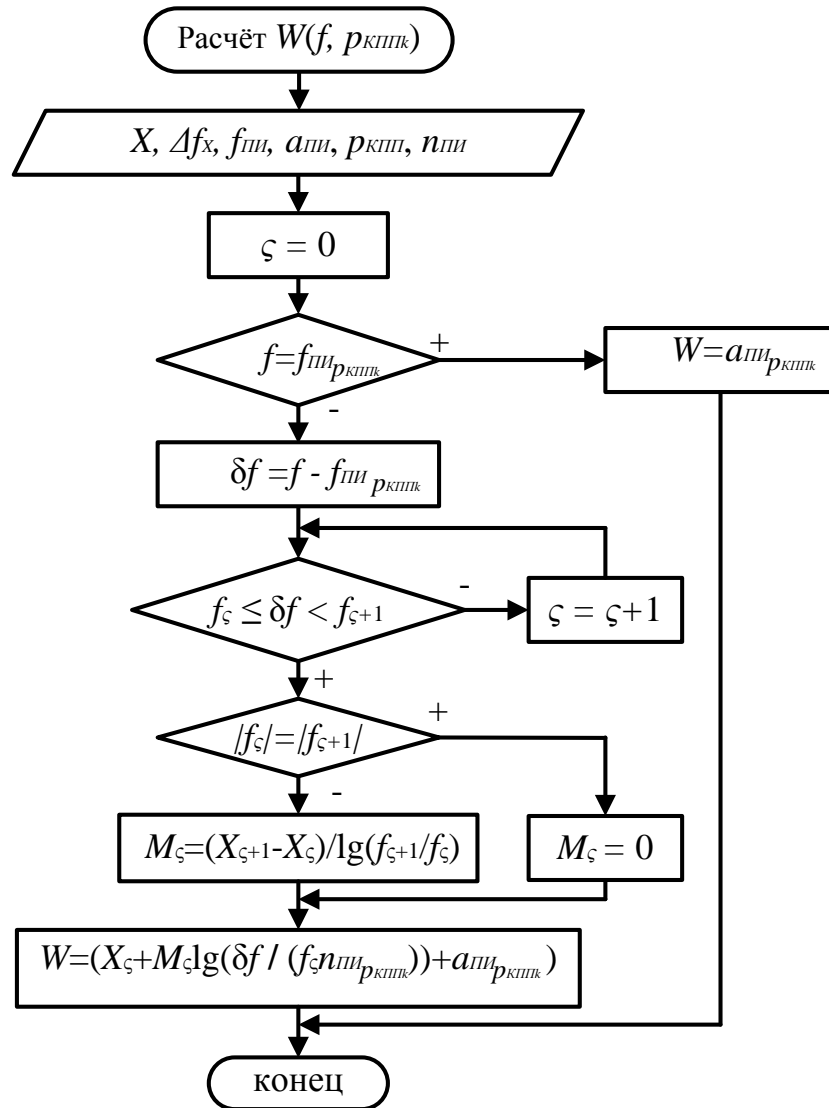 Расчёт W(f, pКППk)
X, ΔfX, fПИ, aПИ, pКПП, nПИ
ς = 0
f=fПИpКППk
+
W=aПИpКППk
-
δf =f - fПИ pКППk
fς ≤ δf < fς+1
-
ς = ς+1
+
|fς|=|fς+1|
+
-
Mς=(Xς+1-Xς)/lg(fς+1/fς)
Mς = 0
W=(Xς+Mςlg(δf / (fςnПИpКППk))+aПИpКППk)
конец